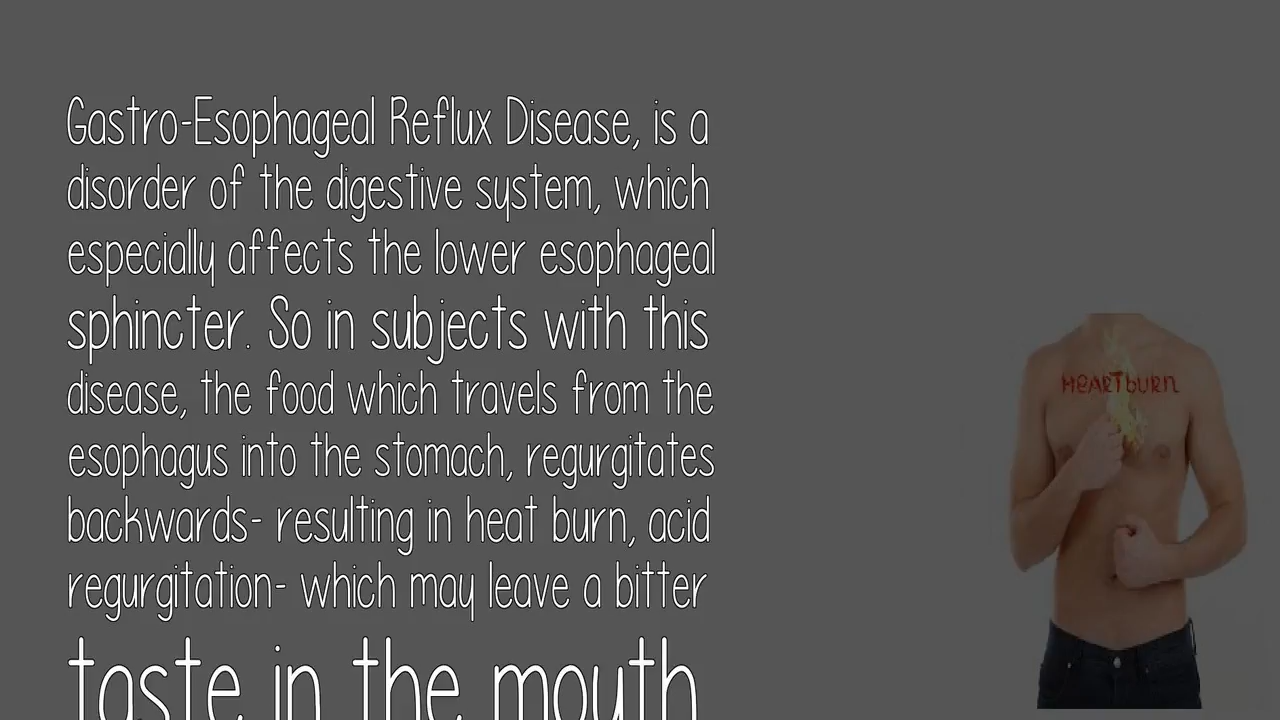 Gastro-Esophageal Reflux Disease, is a
disorder of the digestive system, which
especially affects the lower esophageal
sphincter. So in subjects with this
disease, the food which travels from the
esophagus into the stomach, regurgitates
backwards- resulting in heat burn, acid
regurgitation- which may leave a bitter
taste in the mouth
HEARTBURN